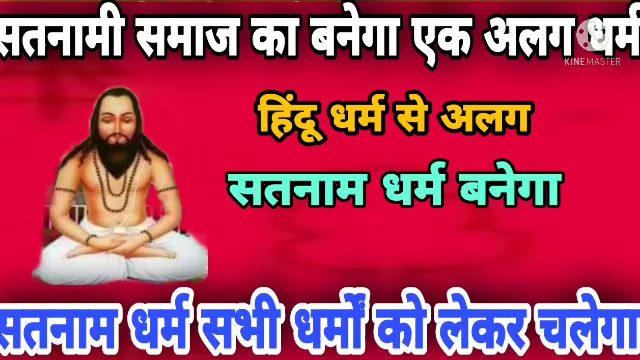 सतनामी समाज का बनेगा एक अलग धर्म
KINEMASTER
हिंदू धर्म से अलग
सतनाम धर्म बनेगा
सतनाम धर्म सभी धर्मों को लेकर चलेगा